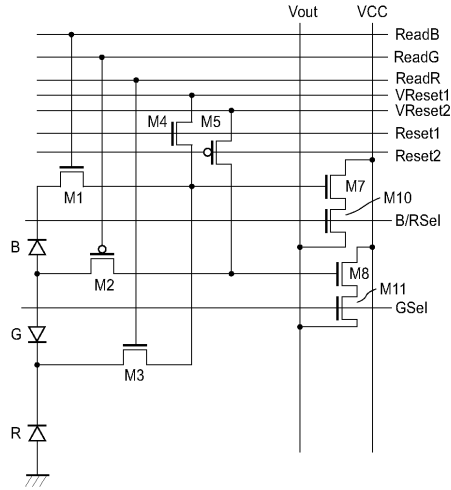 Vout VCC
ReadB
ReadG
ReadR
VReset1
VReset2
M4 M5
Reset1
Reset2
M7
M1
M10
B/RSel
B
M8
M2
M11
GSel
G
M3
R